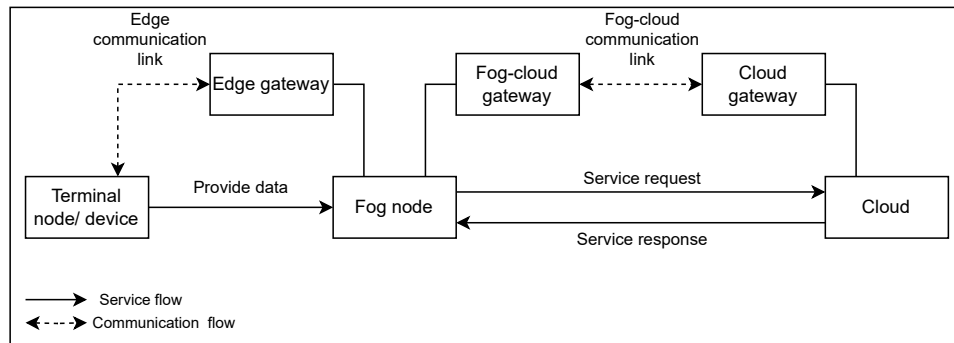 Edge
communication
link
Fog-cloud
communication
link
Edge gateway
Fog-cloud
gateway
Cloud
gateway
Terminal
node/ device
Provide data
Fog node
Service request
Service response
Cloud
Service flow
Communication flow